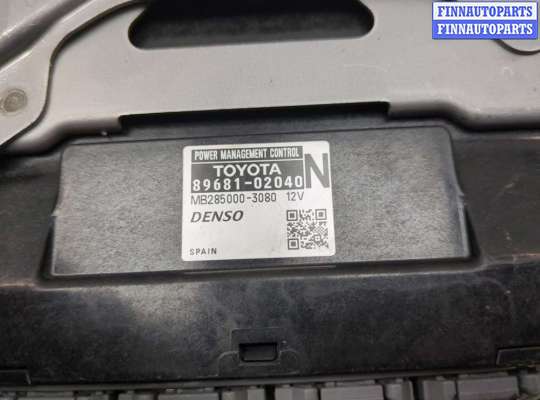 FINNAUTOPARTS
FINNAUTOPARTS
POWER MANAGEMENT CONTROL
TOYOTA N
89681-02040
MB285000-3080 12V
DENSO
SPAIN